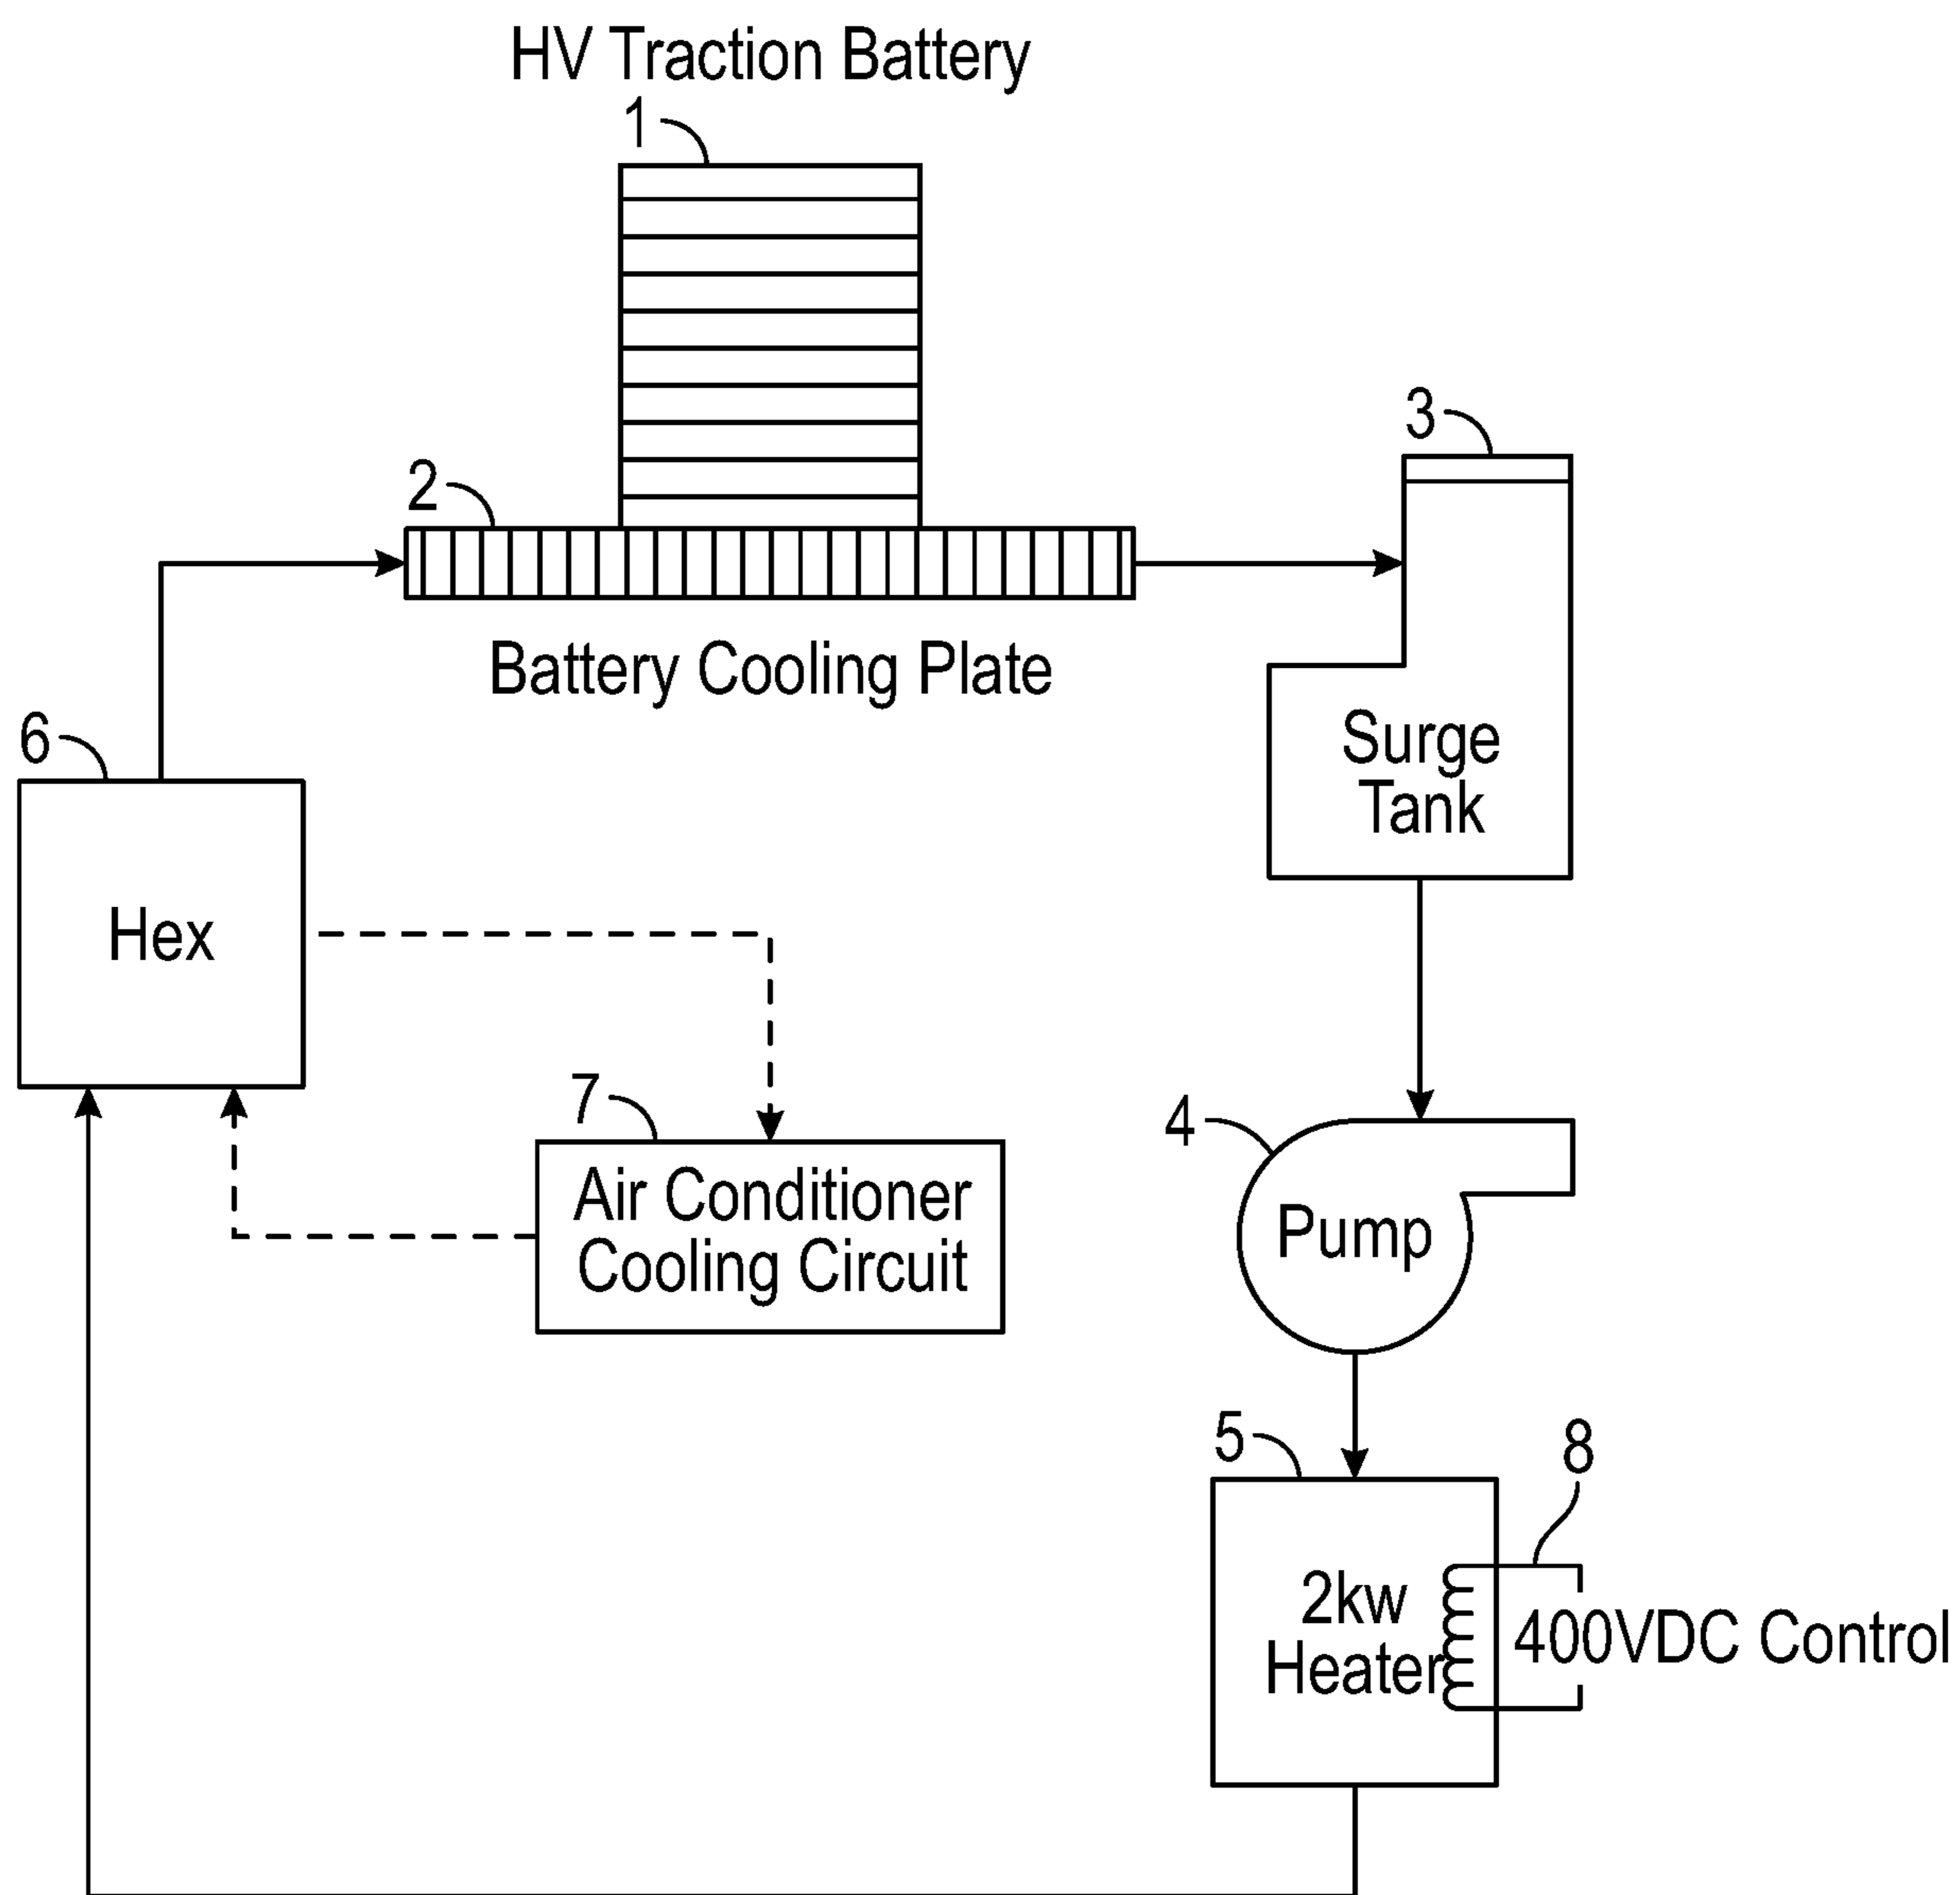 HV Traction Battery
1
2
3
Battery Cooling Plate
6
Surge
Tank
Hex
7
4
Air Conditioner
Cooling Circuit
Pump
5
8
2kw
Heater
400VDC Control